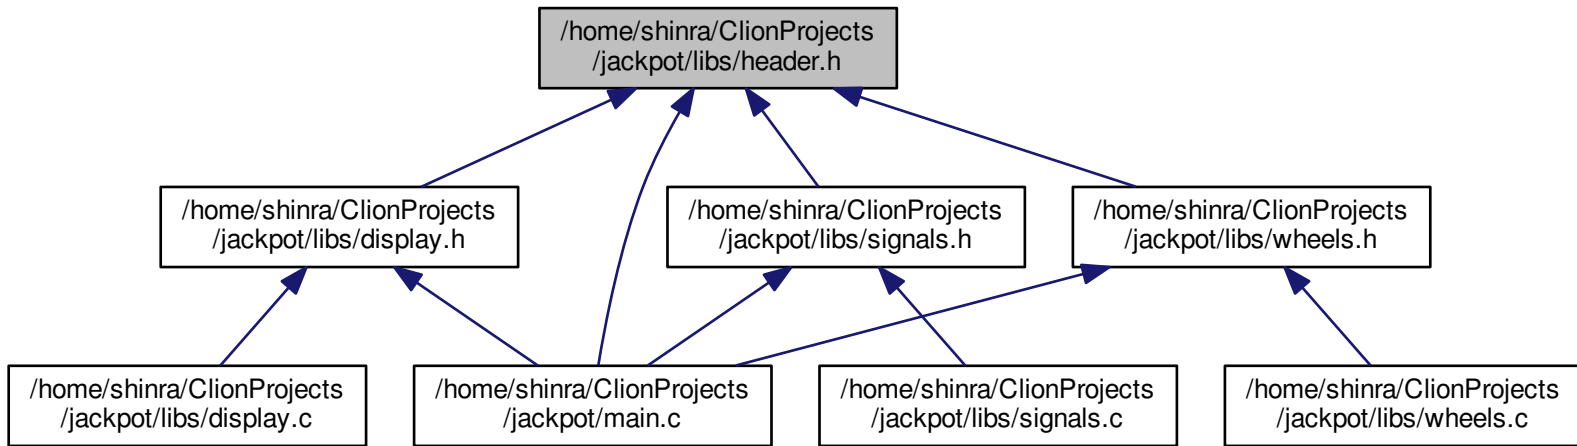 /home/shinra/ClionProjects
/jackpot/libs/header.h
/home/shinra/ClionProjects
/jackpot/libs/display.h
/home/shinra/ClionProjects
/jackpot/libs/signals.h
/home/shinra/ClionProjects
/jackpot/libs/wheels.h
/home/shinra/ClionProjects
/jackpot/libs/display.c
/home/shinra/ClionProjects
/jackpot/main.c
/home/shinra/ClionProjects
/jackpot/libs/signals.c
/home/shinra/ClionProjects
/jackpot/libs/wheels.c